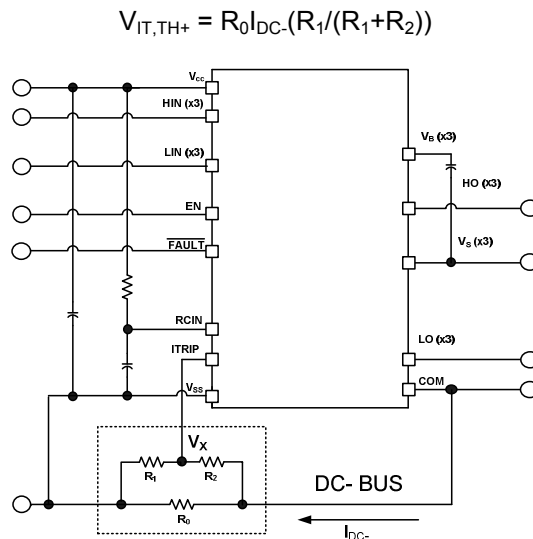 V_IT,TH+ = R_0I_DC-(R_1/(R_1+R_2))
Vcc
HIN (x3)
V_B (x3)
LIN (x3)
HO (x3)
EN
V_S (x3)
FAULT
RCIN
ITRIP
LO (x3)
COM
V_SS
V_X
R_1
R_2
DC- BUS
R_0
I_DC-